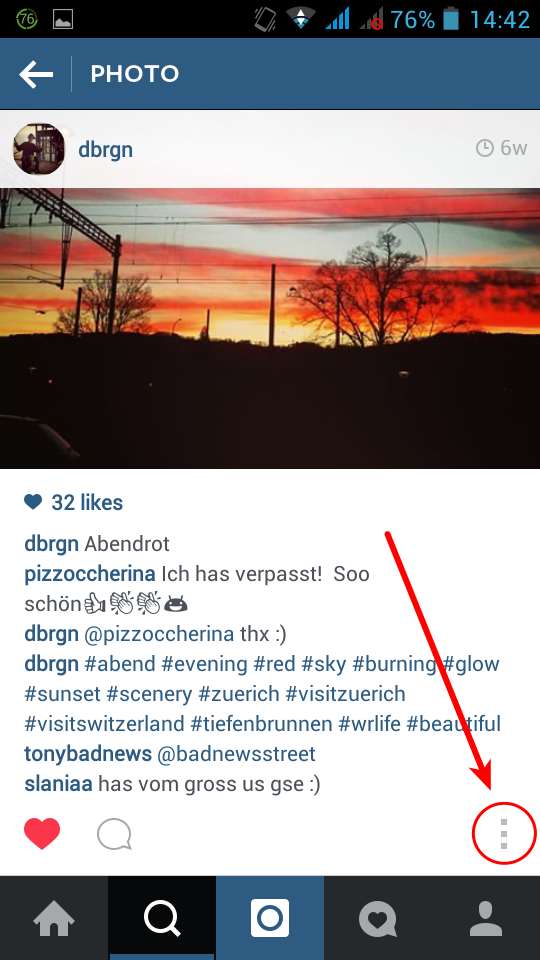 76
76% 14:42
PHOTO
dbrgn 6w
32 likes
dbrgn Abendrot
pizzoccherina Ich has verpasst! Soo
schön👍👏👏😄
dbrgn @pizzoccherina thx :)
dbrgn #abend #evening #red #sky #burning #glow
#sunset #scenery #zuerich #visitzuerich
#visitswitzerland #tiefenbrunnen #wrlife #beautiful
tonybadnews @badnewsstreet
slaniaa has vom gross us gse :)